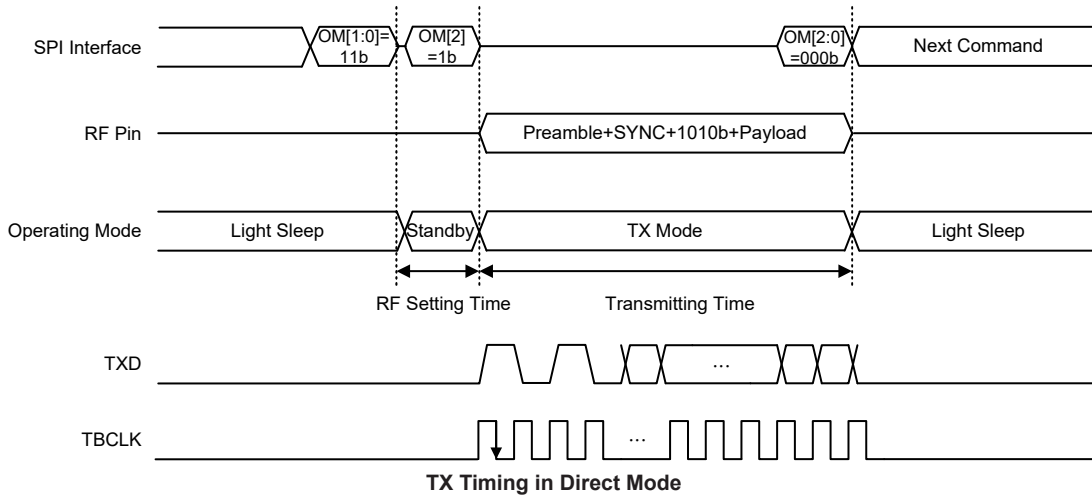 SPI Interface
OM[1:0]=
11b
OM[2]
=1b
OM[2:0]
=000b
Next Command
RF Pin
Preamble+SYNC+1010b+Payload
Operating Mode
Light Sleep
Standby
TX Mode
Light Sleep
RF Setting Time
Transmitting Time
TXD
...
TBCLK
...
TX Timing in Direct Mode